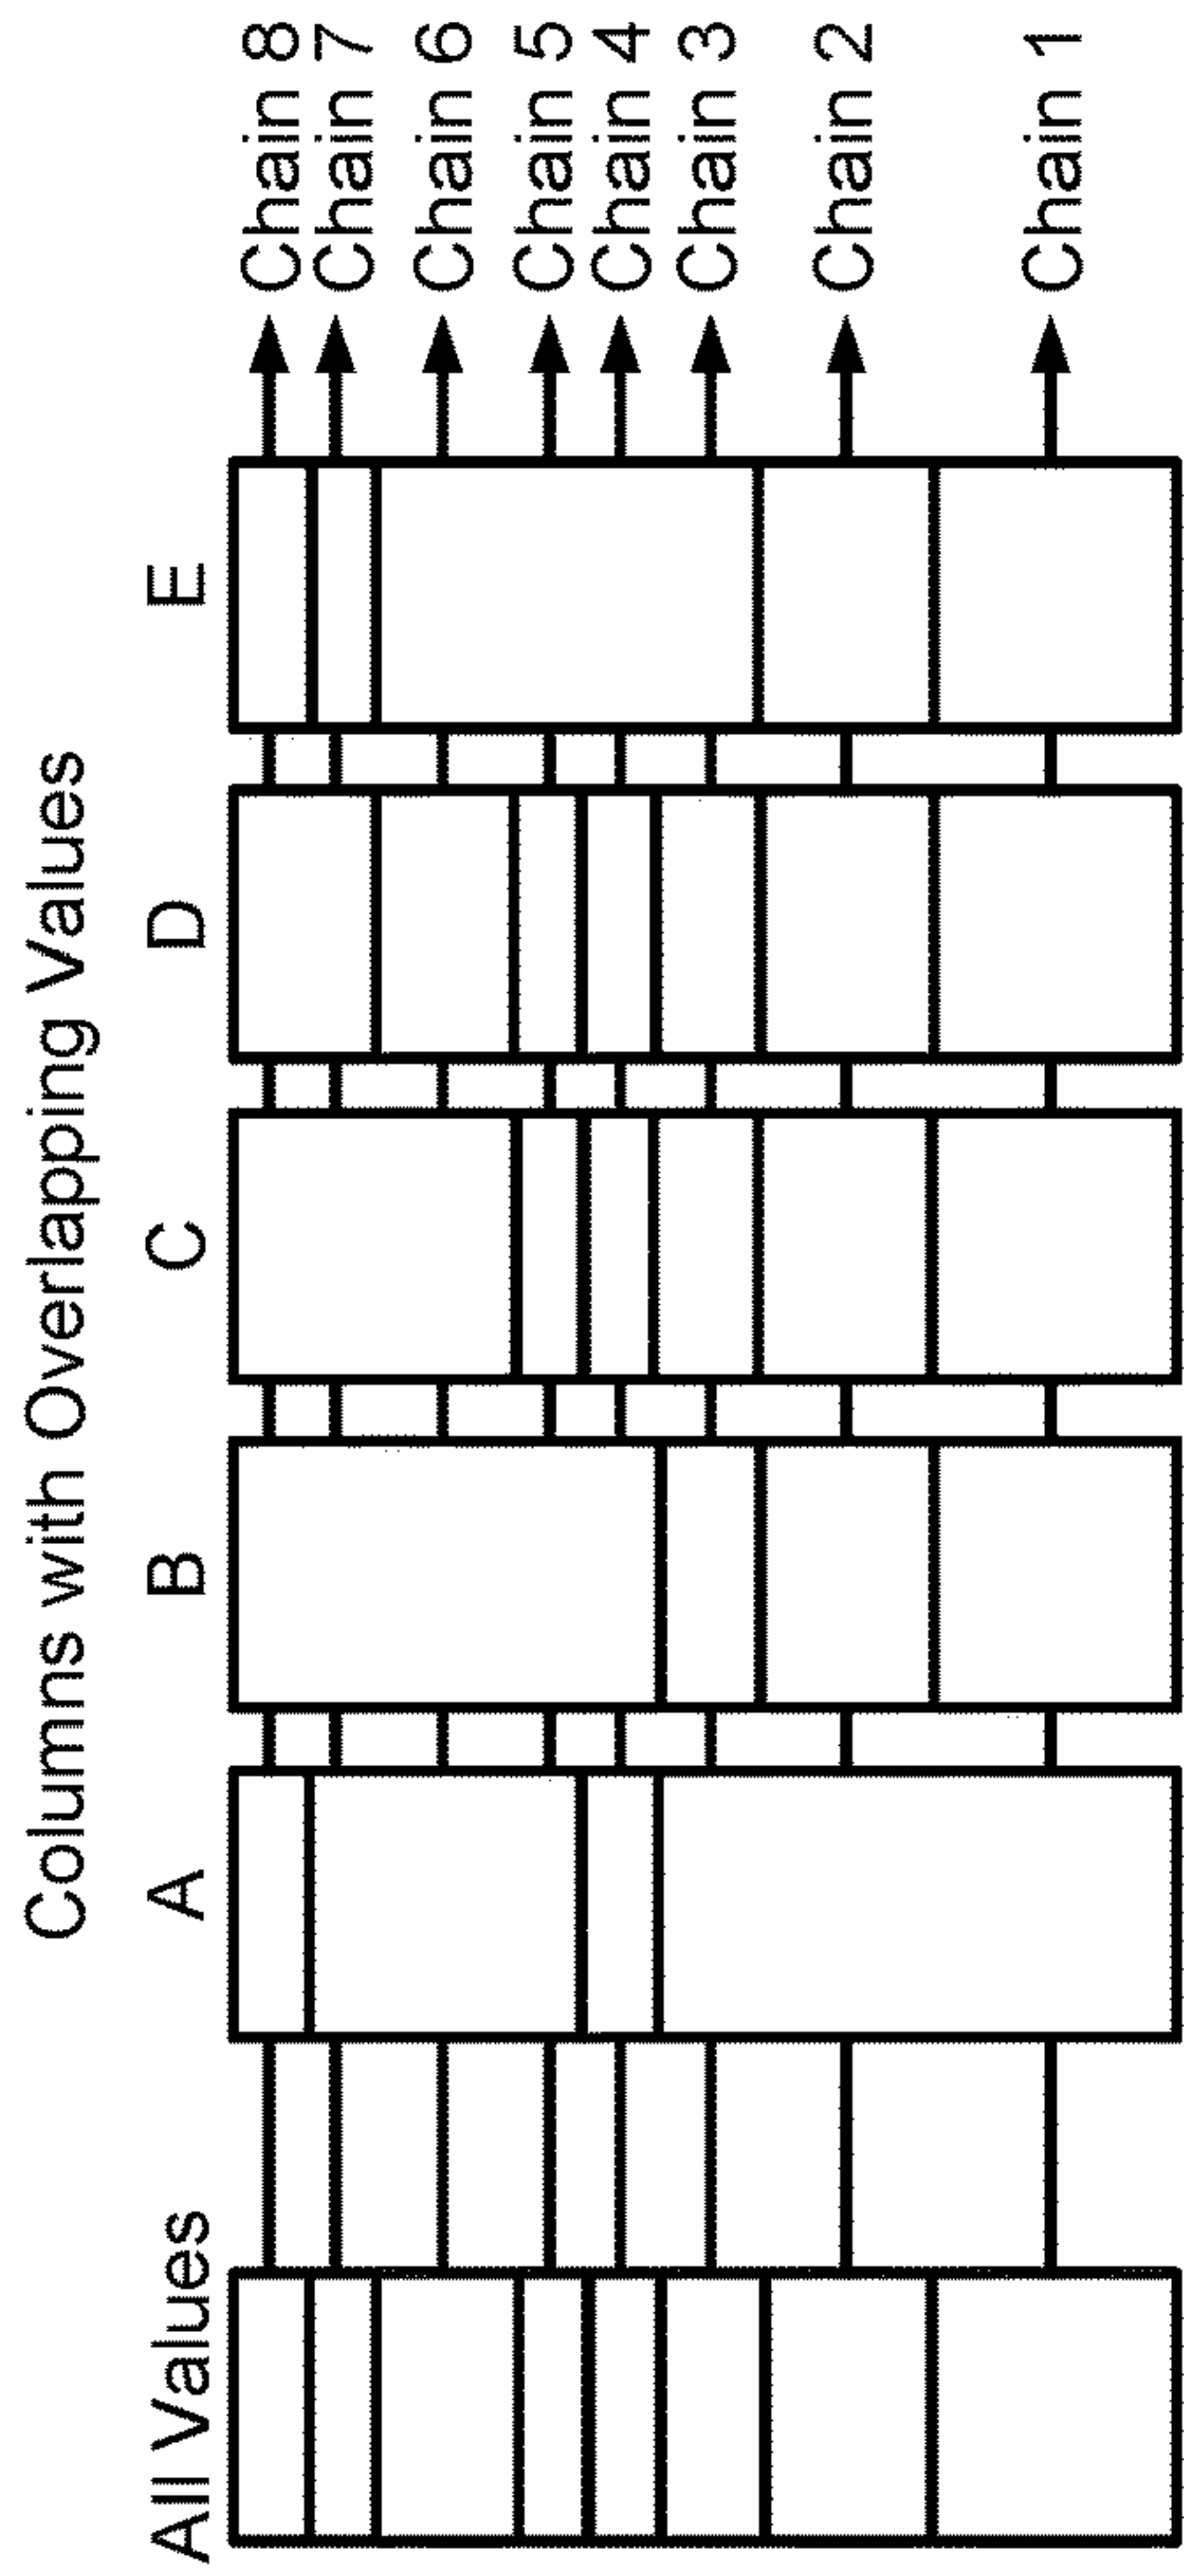 Columns with Overlapping Values
All Values A B C D E
Chain 8
Chain 7
Chain 6
Chain 5
Chain 4
Chain 3
Chain 2
Chain 1